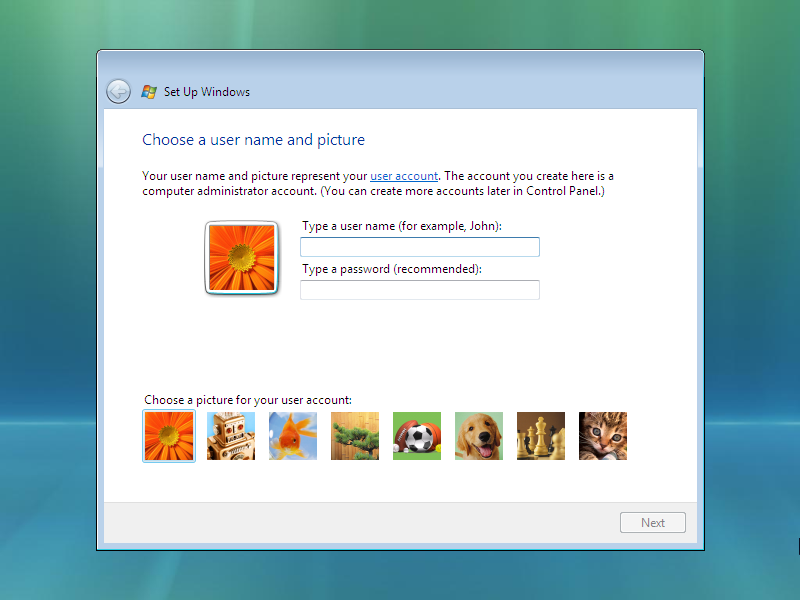 Set Up Windows
Choose a user name and picture
Your user name and picture represent your user account. The account you create here is a
computer administrator account. (You can create more accounts later in Control Panel.)
Type a user name (for example, John):
Type a password (recommended):
Choose a picture for your user account:
Next